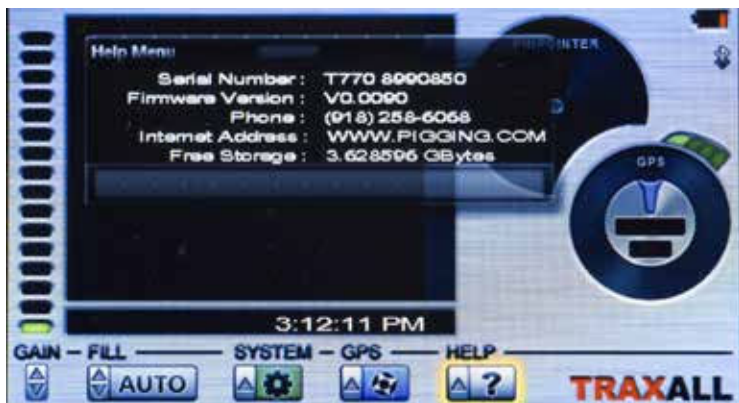 Help Menu
Serial Number : T770 8990850
Firmware Version : V0.0090
Phone : (918) 258-6068
Internet Address : WWW.PIGGING.COM
Free Storage : 3.628596 GBytes
PINPOINTER
GPS
3:12:11 PM
GAIN FILL SYSTEM GPS HELP
AUTO ?
TRAXALL